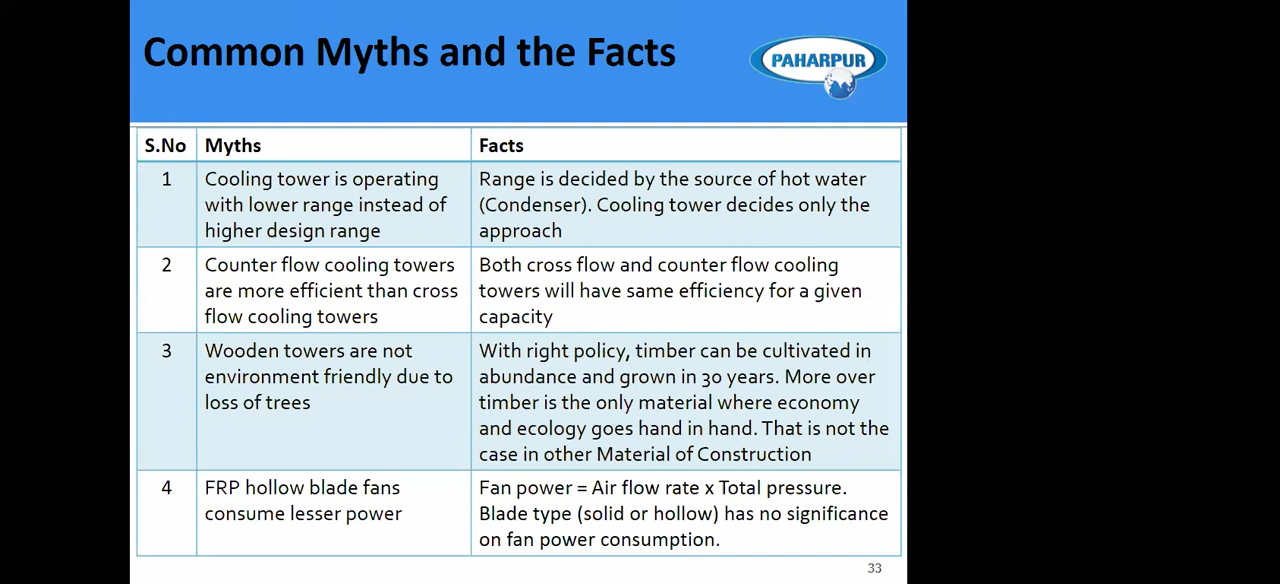 Common Myths and the Facts
PAHARPUR
S.No Myths Facts
1 Cooling tower is operating
with lower range instead of
higher design range
Range is decided by the source of hot water
(Condenser). Cooling tower decides only the
approach
2 Counter flow cooling towers
are more efficient than cross
flow cooling towers
Both cross flow and counter flow cooling
towers will have same efficiency for a given
capacity
3 Wooden towers are not
environment friendly due to
loss of trees
With right policy, timber can be cultivated in
abundance and grown in 30 years. More over
timber is the only material where economy
and ecology goes hand in hand. That is not the
case in other Material of Construction
4 FRP hollow blade fans
consume lesser power
Fan power = Air flow rate x Total pressure.
Blade type (solid or hollow) has no significance
on fan power consumption.
33